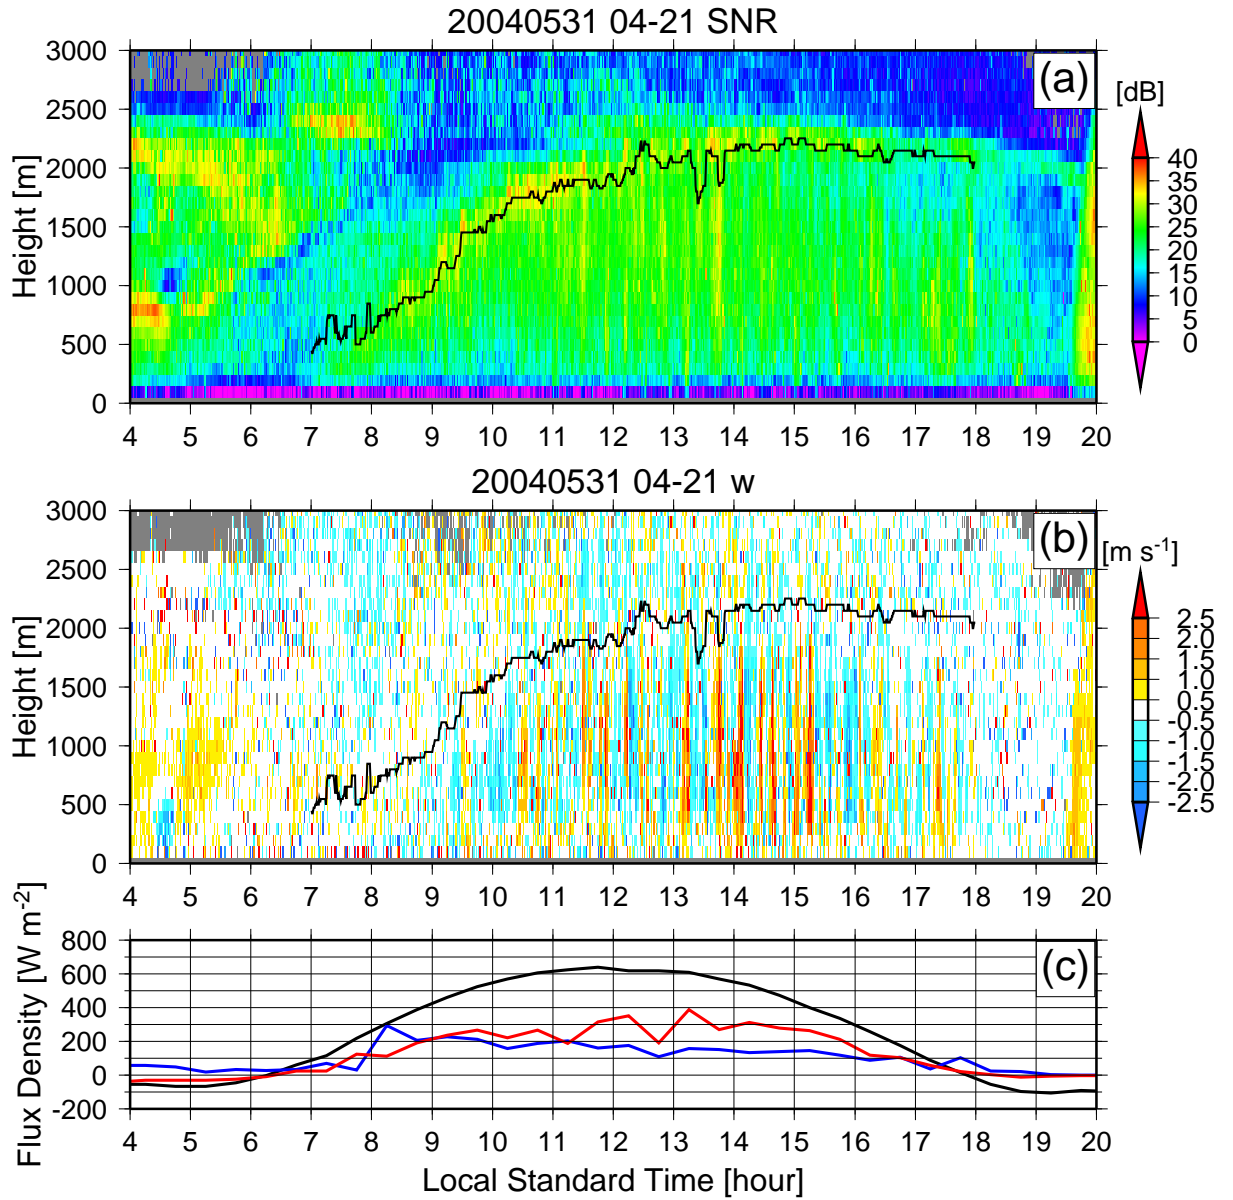 20040531 04-21 SNR
(a)
[dB]
Height [m]
3000
2500
2000
1500
1000
500
0
40
35
30
25
20
15
10
5
0
4 5 6 7 8 9 10 11 12 13 14 15 16 17 18 19 20
20040531 04-21 w
(b)
[m s-1]
Height [m]
3000
2500
2000
1500
1000
500
0
2.5
2.0
1.5
1.0
0.5
-0.5
-1.0
-1.5
-2.0
-2.5
4 5 6 7 8 9 10 11 12 13 14 15 16 17 18 19 20
(c)
Flux Density [W m-2]
800
600
400
200
0
-200
4 5 6 7 8 9 10 11 12 13 14 15 16 17 18 19 20
Local Standard Time [hour]